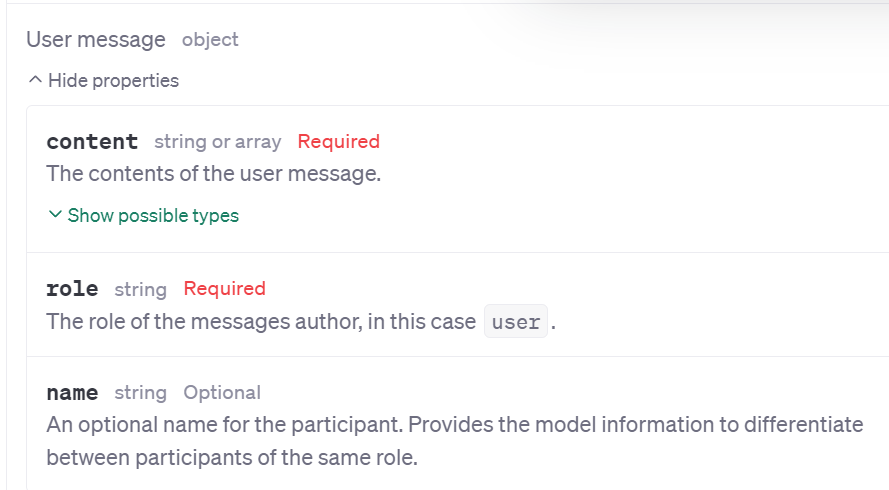 User message object
Hide properties
content string or array Required
The contents of the user message.
Show possible types
role string Required
The role of the messages author, in this case user.
name string Optional
An optional name for the participant. Provides the model information to differentiate
between participants of the same role.